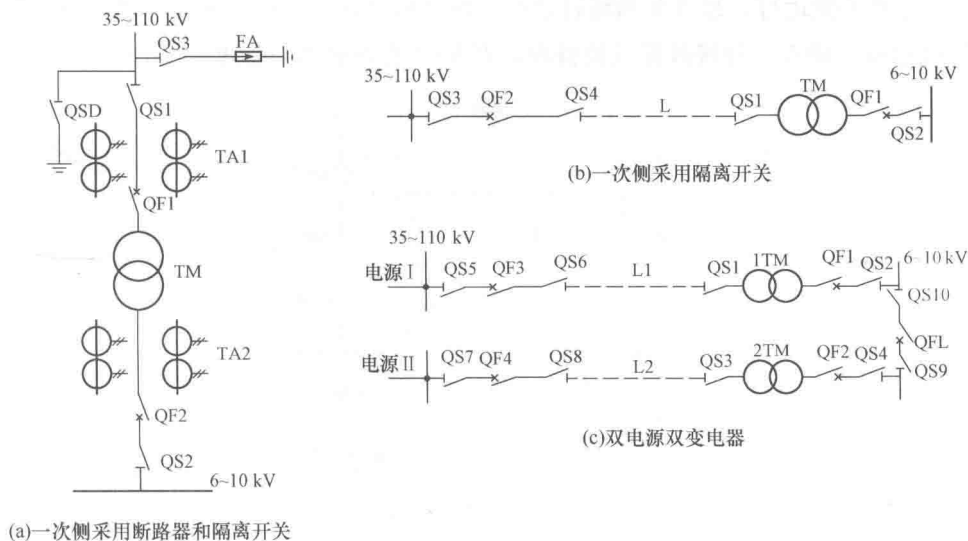 35~110 kV
QS3
FA
QSD
QS1
TA1
QF1
TM
TA2
QF2
QS2
6~10 kV
(a)一次侧采用断路器和隔离开关
35~110 kV
6~10 kV
QS3
QF2
QS4
L
QS1
TM
QF1
QS2
(b)一次侧采用隔离开关
35~110 kV
电源Ⅰ
QS5
QF3
QS6
L1
QS1
1TM
QF1
QS2
6~10 kV
QS10
QFL
QS9
电源Ⅱ
QS7
QF4
QS8
L2
QS3
2TM
QF2
QS4
(c)双电源双变电器